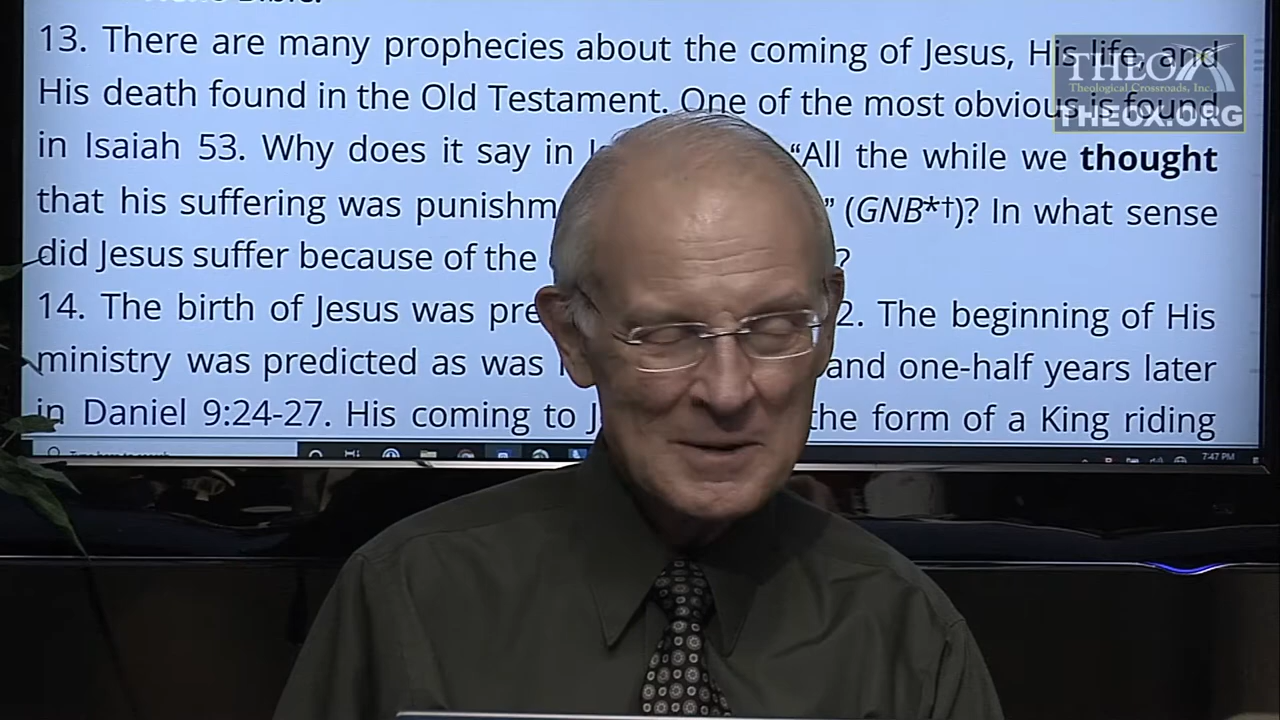 Bible.
13. There are many prophecies about the coming of Jesus, His life, and
His death found in the Old Testament. One of the most obvious is found
in Isaiah 53. Why does it say in “All the while we thought
that his suffering was punishm ” (GNB*†)? In what sense
did Jesus suffer because of the ?
14. The birth of Jesus was pre 2. The beginning of His
ministry was predicted as was and one-half years later
in Daniel 9:24-27. His coming to J the form of a King riding
THEOX
Theological Crossroads, Inc.
THEOX.ORG
7:47 PM